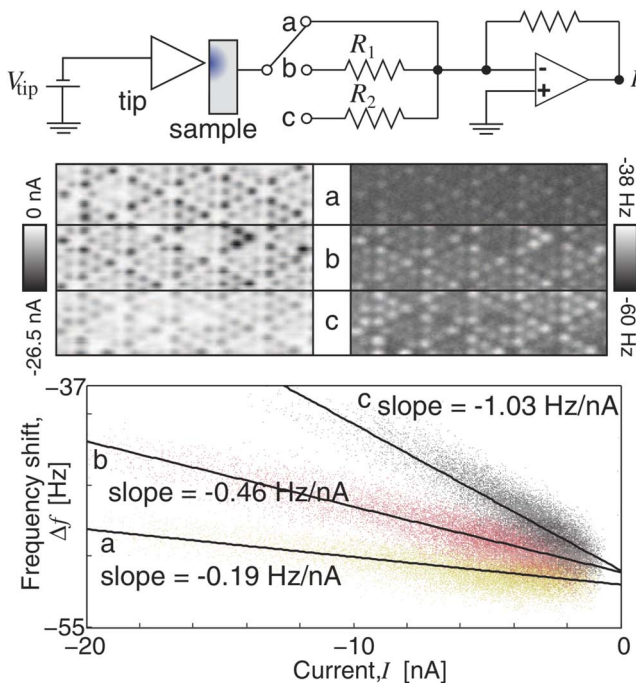 a
R1
V_tip
b
I
R2
tip
c
sample
-
+
0 nA
-26.5 nA
a
b
c
-38 Hz
-60 Hz
-37
c slope = -1.03 Hz/nA
b
slope = -0.46 Hz/nA
a
slope = -0.19 Hz/nA
Frequency shift,
Δf [Hz]
-55
-20
-10
0
Current, I [nA]